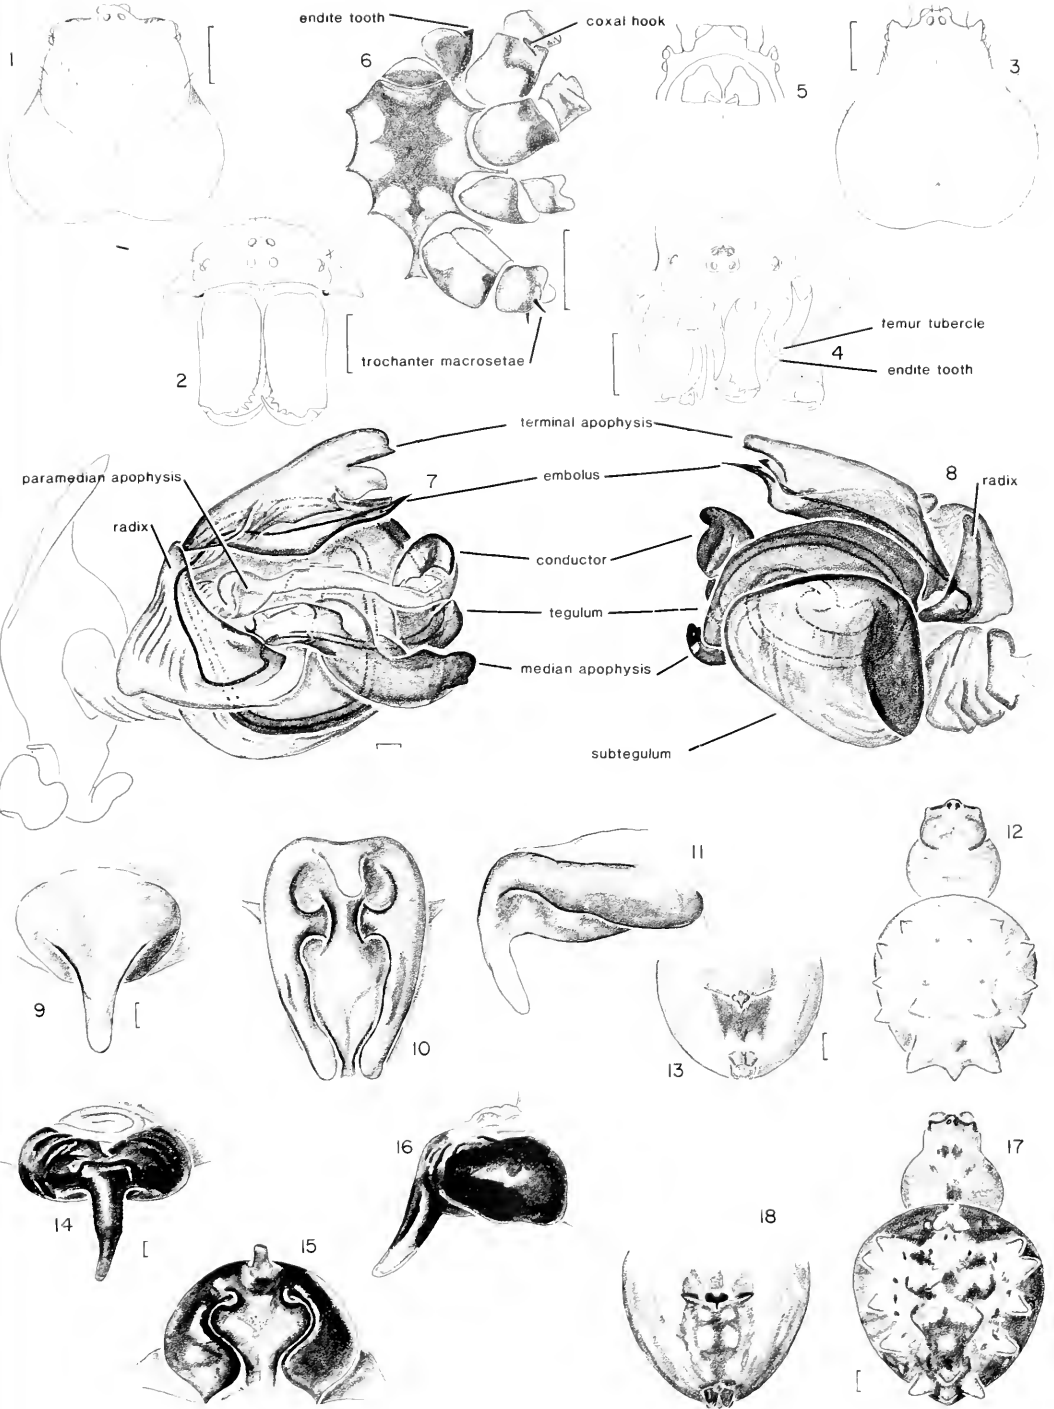 endite tooth
coxal hook
1
6
5
3
2
trochanter macrosetae
temur tubercle
4
endite tooth
terminal apophysis
paramedian apophysis
7
embolus
8
radix
radix
conductor
tegulum
median apophysis
subtegulum
9
10
11
12
13
14
15
16
17
18